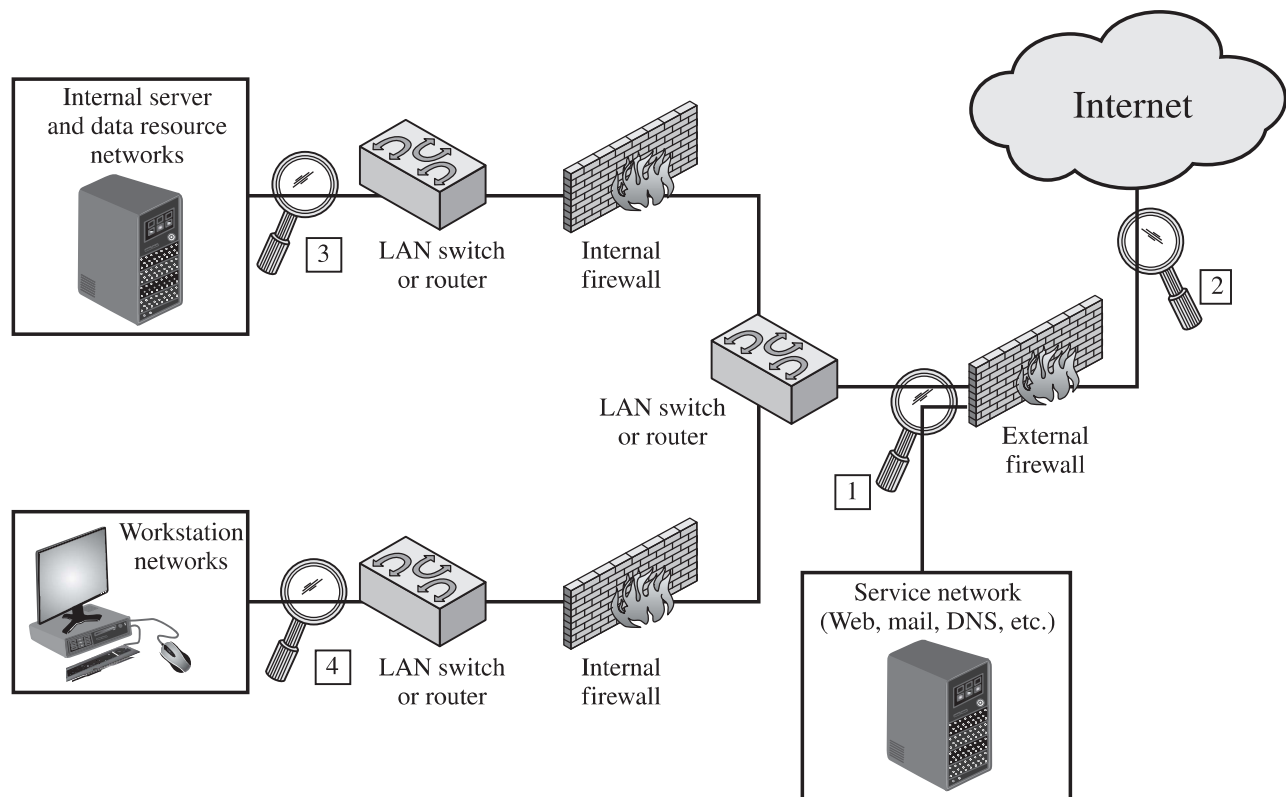 Internet
Internal server
and data resource
networks
3
LAN switch
or router
Internal
firewall
2
LAN switch
or router
1
External
firewall
Workstation
networks
4
LAN switch
or router
Internal
firewall
Service network
(Web, mail, DNS, etc.)